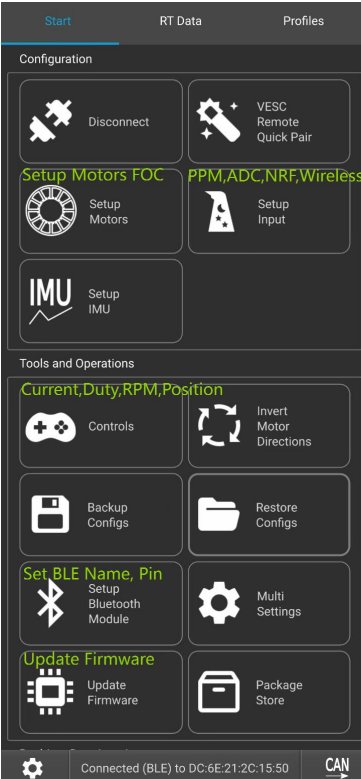 Start
RT Data
Profiles
Configuration
Disconnect
VESC
Remote
Quick Pair
Setup Motors FOC
Setup
Motors
PPM,ADC,NRF,Wireless
Setup
Input
IMU
Setup
IMU
Tools and Operations
Current,Duty,RPM,Position
Controls
Invert
Motor
Directions
Backup
Configs
Restore
Configs
Set BLE Name, Pin
Setup
Bluetooth
Module
Multi
Settings
Update Firmware
Update
Firmware
Package
Store
Connected (BLE) to DC:6E:21:2C:15:50
CAN